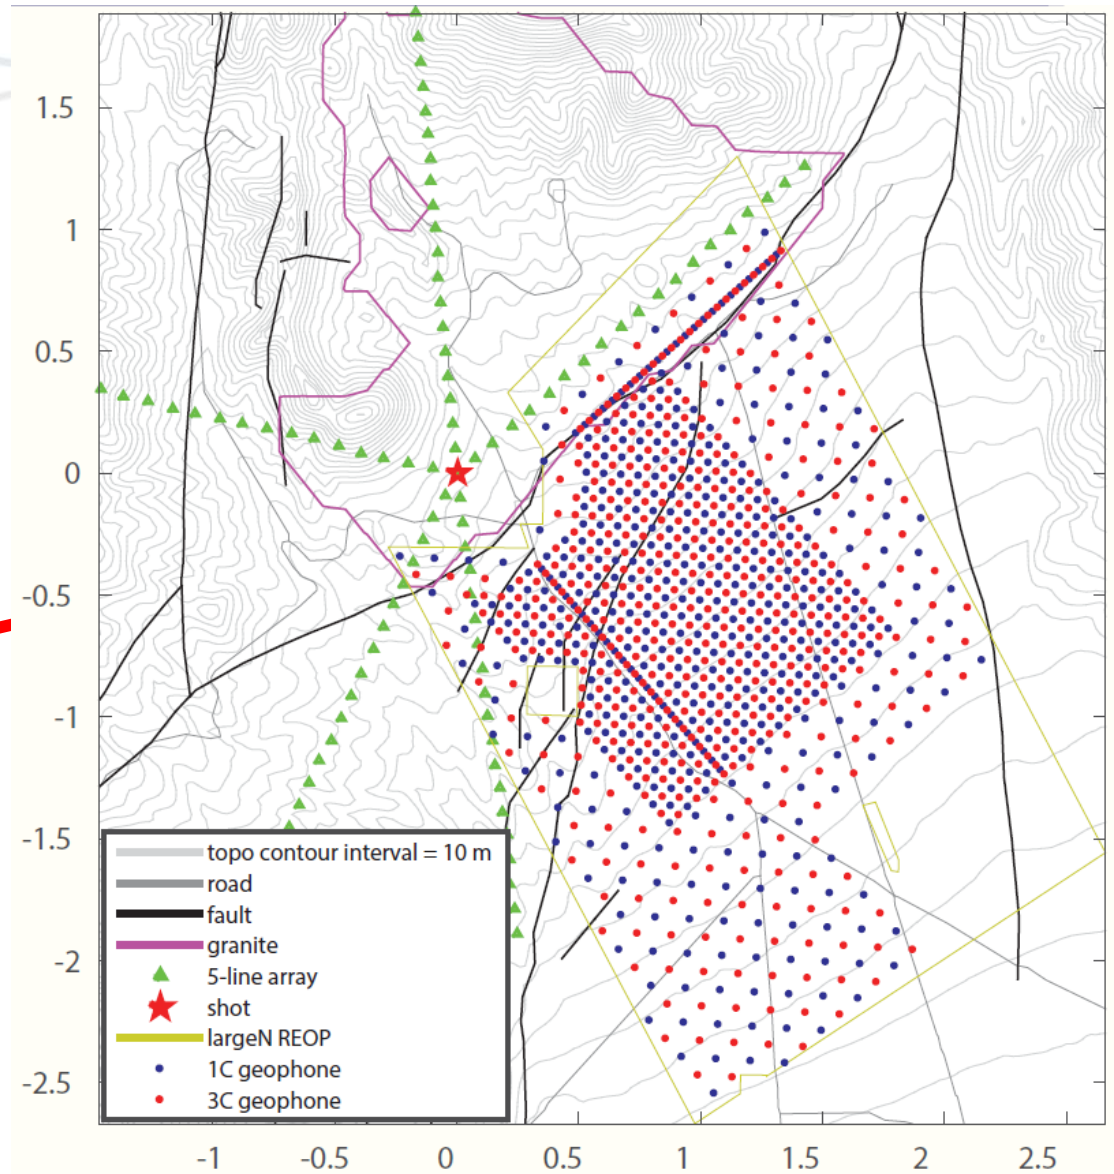 1.5
1
0.5
0
-0.5
-1
-1.5
-2
-2.5
topo contour interval = 10 m
road
fault
granite
5-line array
shot
largeN REOP
1C geophone
3C geophone
-1 -0.5 0 0.5 1 1.5 2 2.5